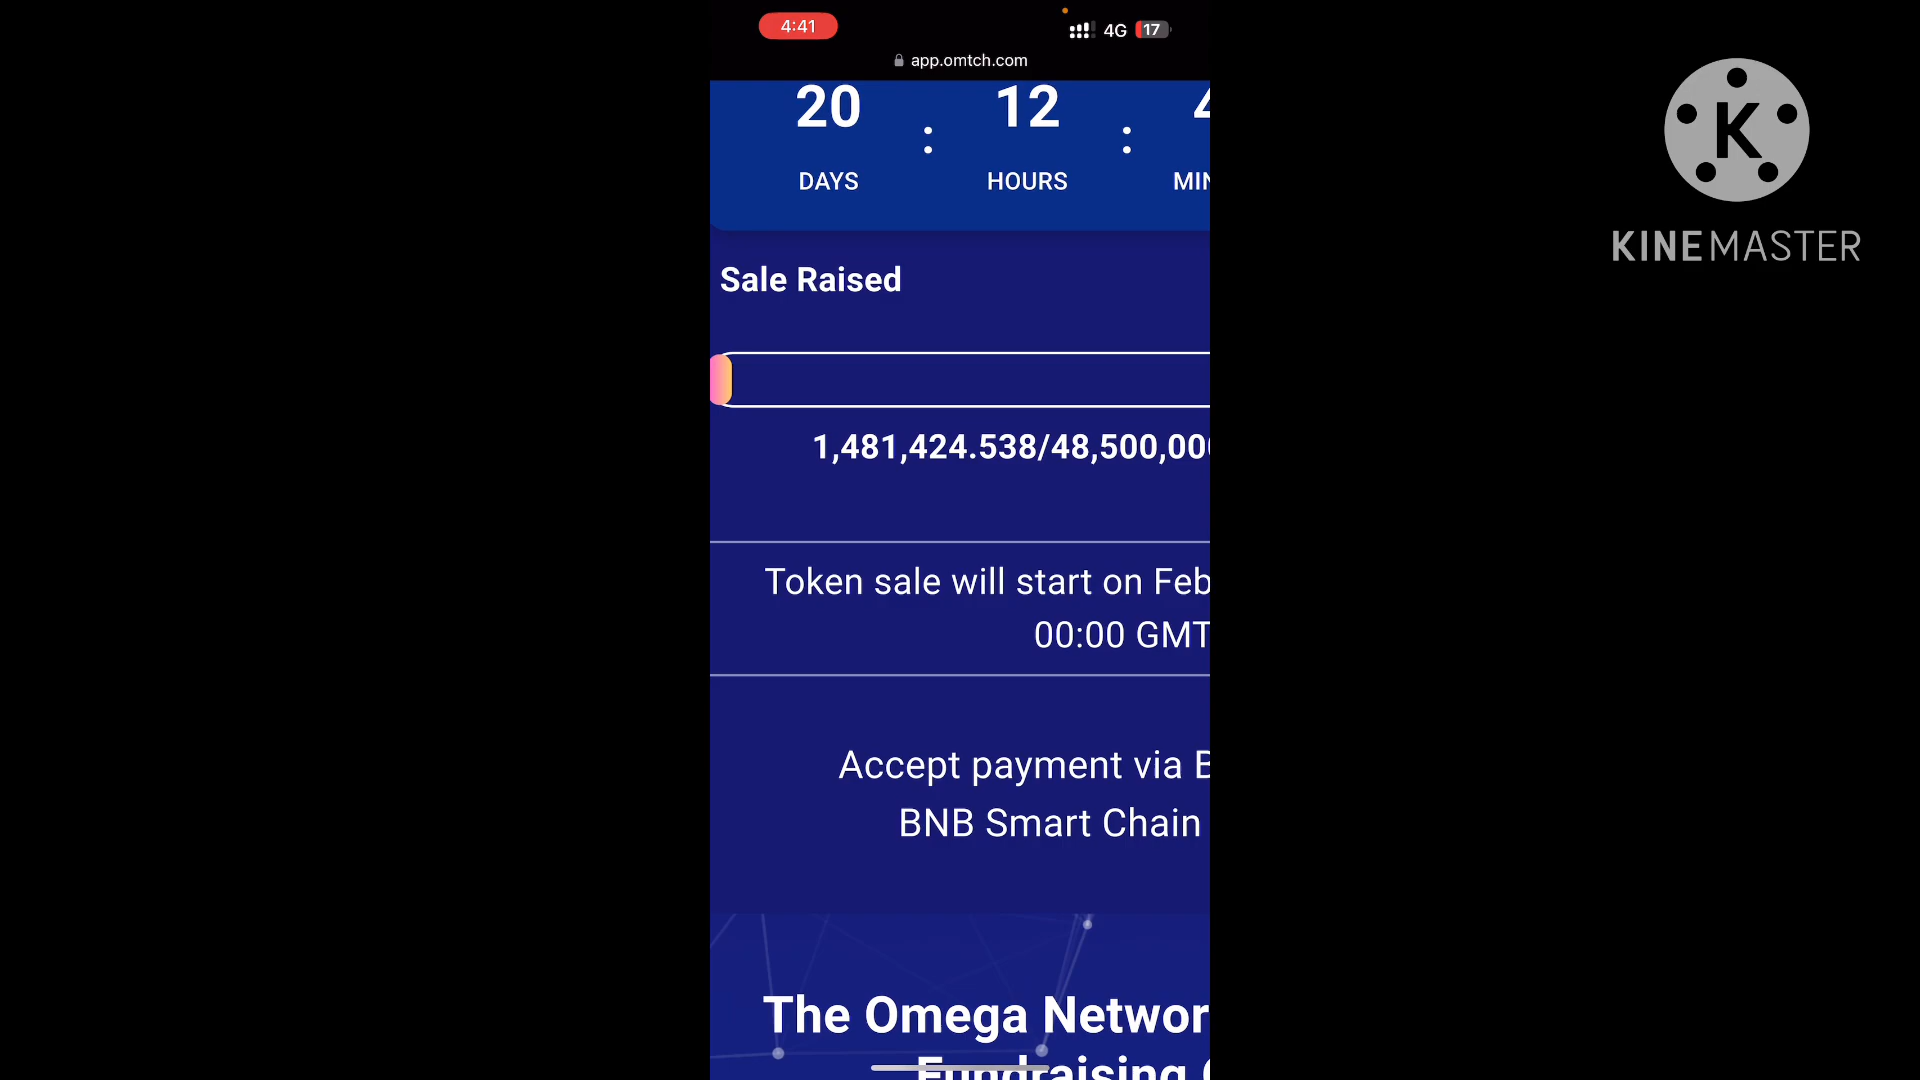 4:41
4G 17
app.omtch.com
20 : 12 :
DAYS HOURS
Sale Raised
1,481,424.538/48,500,00
Token sale will start on Feb
00:00 GMT
Accept payment via
BNB Smart Chain
The Omega Networ
Fundraising
KINEMASTER